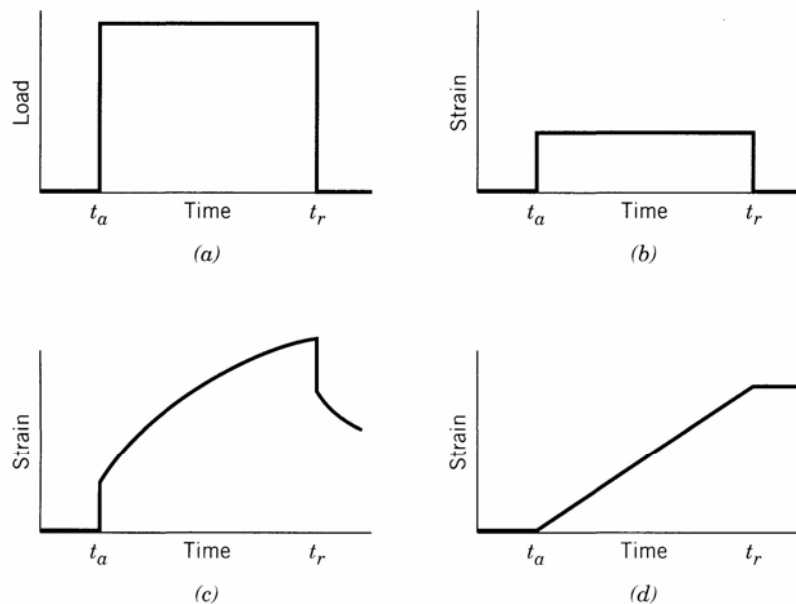 Load
t_a Time t_r
(a)
Strain
t_a Time t_r
(b)
Strain
t_a Time t_r
(c)
Strain
t_a Time t_r
(d)